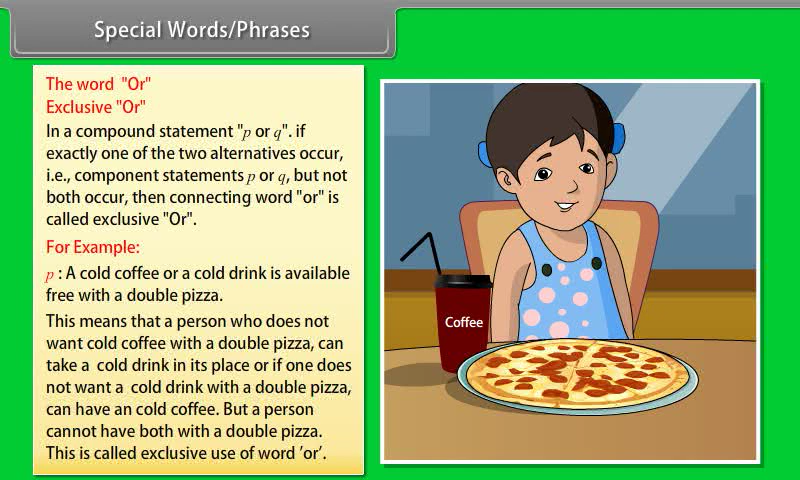 Special Words/Phrases
The word "Or"
Exclusive "Or"
In a compound statement "p or q". if
exactly one of the two alternatives occur,
i.e., component statements p or q, but not
both occur, then connecting word "or" is
called exclusive "Or".
For Example:
p : A cold coffee or a cold drink is available
free with a double pizza.
This means that a person who does not
want cold coffee with a double pizza, can
take a cold drink in its place or if one does
not want a cold drink with a double pizza,
can have an cold coffee. But a person
cannot have both with a double pizza.
This is called exclusive use of word 'or'.
Coffee